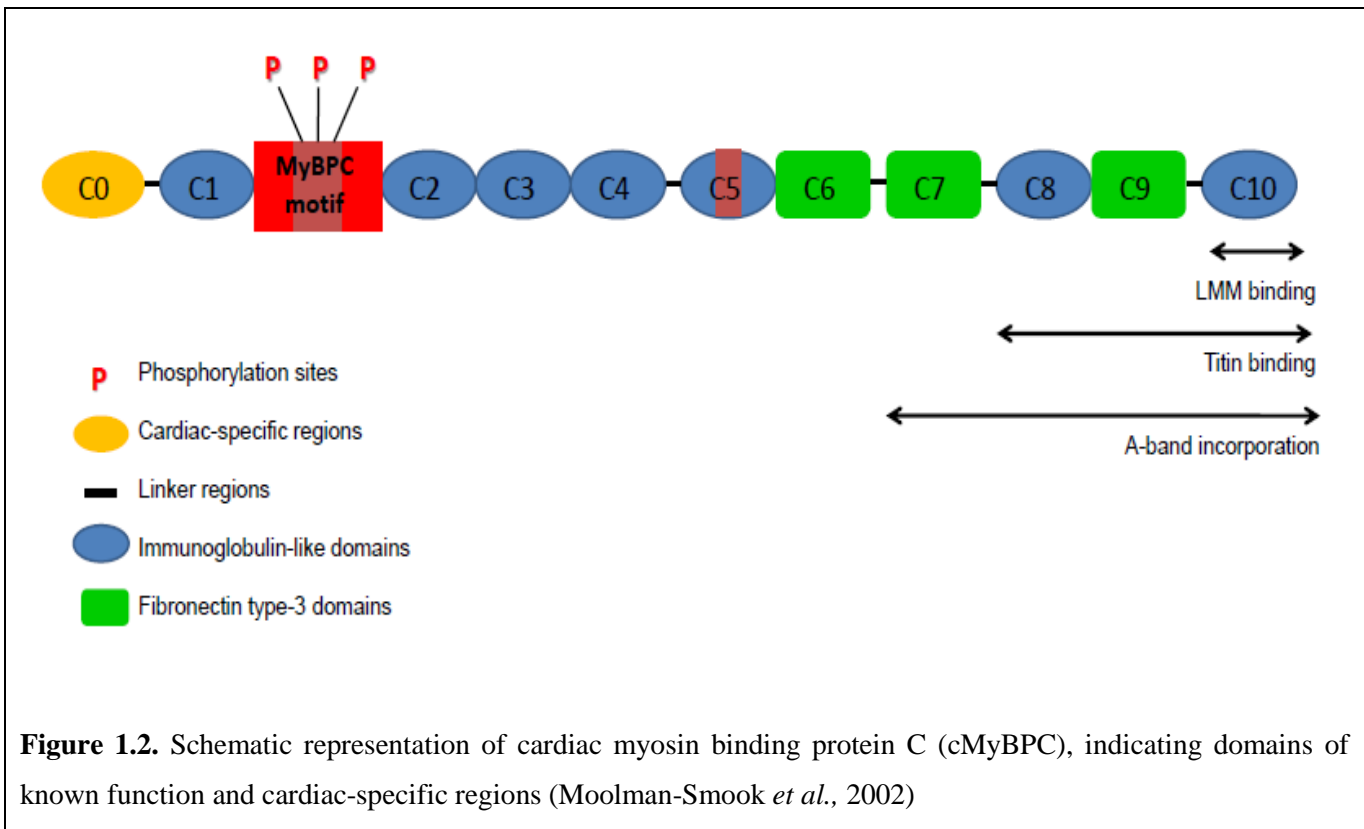 P P P
C0 C1 MyBPC motif C2 C3 C4 C5 C6 C7 C8 C9 C10
LMM binding
Titin binding
A-band incorporation
P Phosphorylation sites
Cardiac-specific regions
Linker regions
Immunoglobulin-like domains
Fibronectin type-3 domains
Figure 1.2. Schematic representation of cardiac myosin binding protein C (cMyBPC), indicating domains of
known function and cardiac-specific regions (Moolman-Smook et al., 2002)